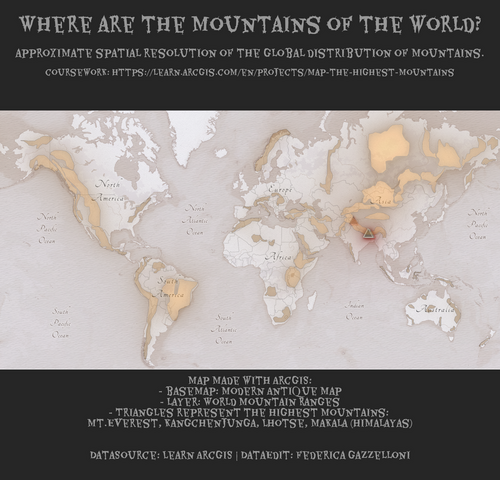 WHERE ARE THE MOUNTAINS OF THE WORLD?
APPROXIMATE SPATIAL RESOLUTION OF THE GLOBAL DISTRIBUTION OF MOUNTAINS.
COURSEWORK: HTTPS://LEARN.ARCGIS.COM/EN/PROJECTS/MAP-THE-HIGHEST-MOUNTAINS
North
America
Europe
Asia
North
Pacific
Ocean
North
Atlantic
Ocean
North
Pacific
Ocean
Africa
South
America
Indian
Ocean
Australia
South
Pacific
Ocean
South
Atlantic
Ocean
MAP MADE WITH ARCGIS:
- BASEMAP: MODERN ANTIQUE MAP
- LAYER: WORLD MOUNTAIN RANGES
- TRIANGLES REPRESENT THE HIGHEST MOUNTAINS:
MT.EVEREST, KANGCHENJUNGA, LHOTSE, MAKALA (HIMALAYAS)
DATASOURCE: LEARN ARCGIS | DATAEDIT: FEDERICA GAZZELLONI